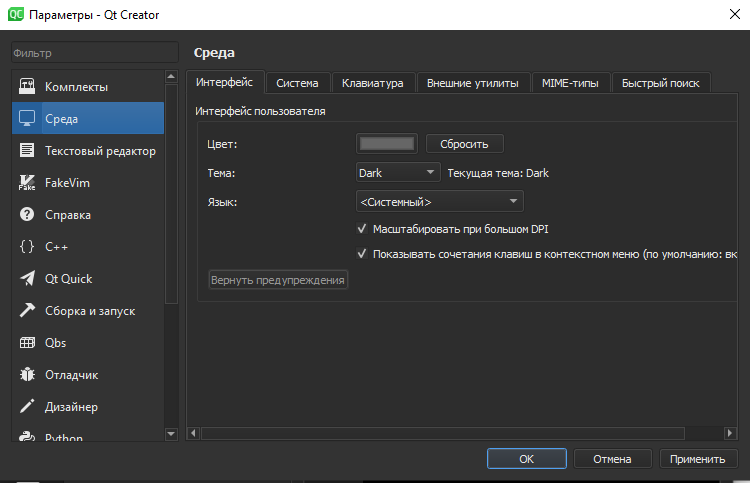 QC Параметры - Qt Creator
Фильтр
Комплекты
Среда
Текстовый редактор
Fake FakeVim
Справка
C++
Qt Quick
Сборка и запуск
Qbs
Отладчик
Дизайнер
Python
Среда
Интерфейс Система Клавиатура Внешние утилиты MIME-типы Быстрый поиск
Интерфейс пользователя
Цвет: Сбросить
Тема: Dark Текущая тема: Dark
Язык: <Системный>
Масштабировать при большом DPI
Показывать сочетания клавиш в контекстном меню (по умолчанию: вк
Вернуть предупреждения
OK Отмена Применить